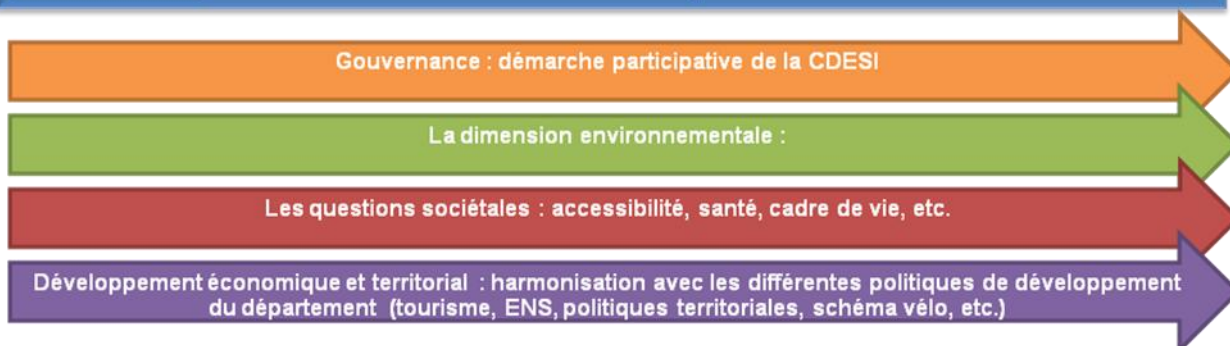 Gouvernance : démarche participative de la CDESI
La dimension environnementale :
Les questions sociétales : accessibilité, santé, cadre de vie, etc.
Développement économique et territorial : harmonisation avec les différentes politiques de développement
du département (tourisme, ENS, politiques territoriales, schéma vélo, etc.)